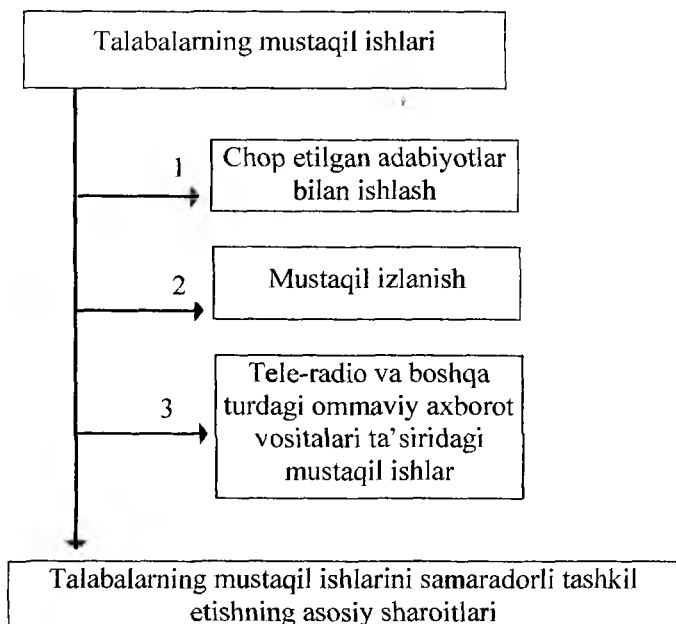 Talabalarning mustaqil ishlari
1
Chop etilgan adabiyotlar
bilan ishlash
2
Mustaqil izlanish
3
Tele-radio va boshqa
turdagi ommaviy axborot
vositalari ta'siridagi
mustaqil ishlar
Talabalarning mustaqil ishlarini samaradorli tashkil
etishning asosiy sharoitlari